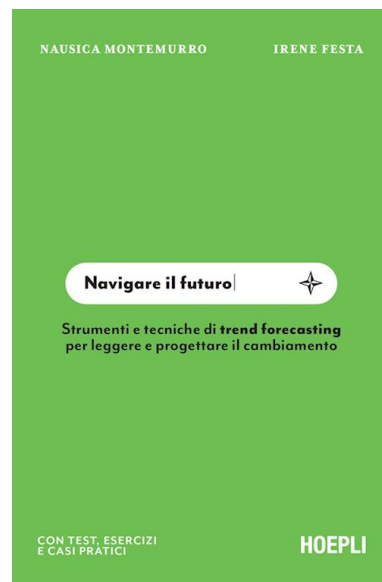 NAUSICA MONTEMURRO IRENE FESTA
Navigare il futuro
Strumenti e tecniche di trend forecasting
per leggere e progettare il cambiamento
CON TEST, ESERCIZI
E CASI PRATICI
HOEPLI